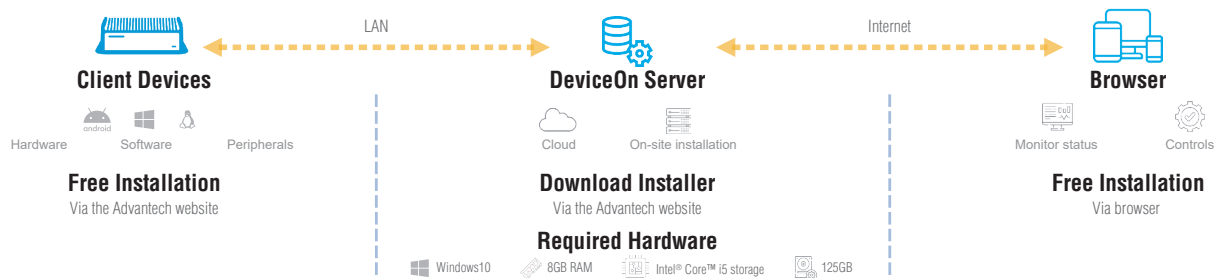 LAN
Internet
Client Devices
DeviceOn Server
Browser
android
Hardware
Software
Peripherals
Cloud
On-site installation
Monitor status
Controls
Free Installation
Via the Advantech website
Download Installer
Via the Advantech website
Free Installation
Via browser
Required Hardware
Windows10
8GB RAM
Intel® Core™ i5 storage
125GB